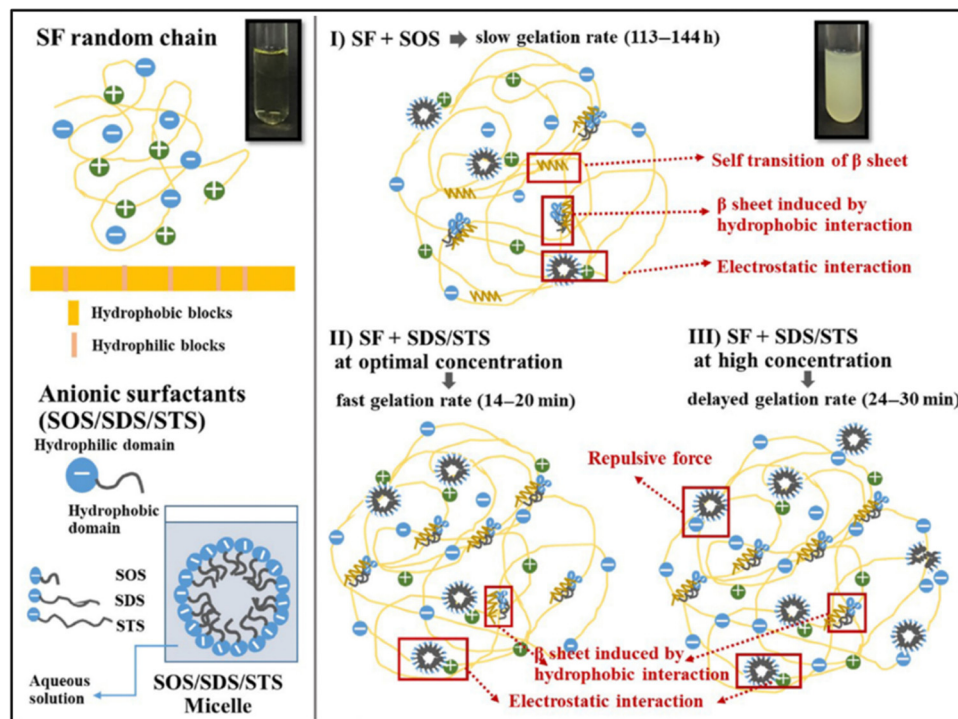 SF random chain
Hydrophobic blocks
Hydrophilic blocks
Anionic surfactants
(SOS/SDS/STS)
Hydrophilic domain
Hydrophobic
domain
SOS
SDS
STS
Aqueous
solution
SOS/SDS/STS
Micelle
I) SF + SOS ➡ slow gelation rate (113–144 h)
Self transition of β sheet
β sheet induced by
hydrophobic interaction
Electrostatic interaction
II) SF + SDS/STS
at optimal concentration
fast gelation rate (14–20 min)
III) SF + SDS/STS
at high concentration
delayed gelation rate (24–30 min)
Repulsive force
β sheet induced by
hydrophobic interaction
Electrostatic interaction